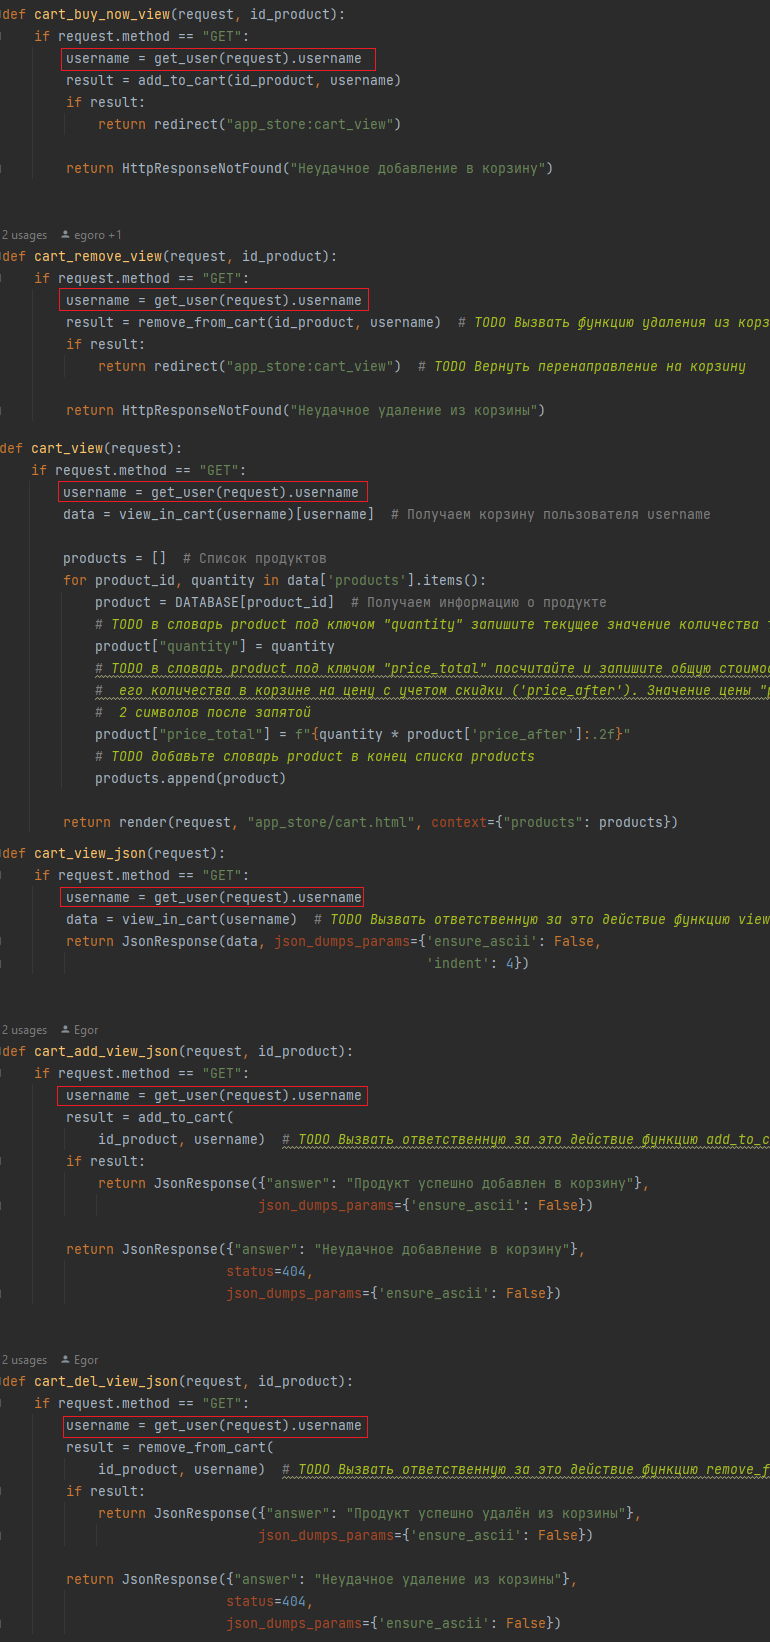 def cart_buy_now_view(request, id_product):
    if request.method == "GET":
        username = get_user(request).username
        result = add_to_cart(id_product, username)
        if result:
            return redirect("app_store:cart_view")
        return HttpResponseNotFound("Неудачное добавление в корзину")
2 usages egoro +1
def cart_remove_view(request, id_product):
    if request.method == "GET":
        username = get_user(request).username
        result = remove_from_cart(id_product, username)  # TODO Вызвать функцию удаления из корз
        if result:
            return redirect("app_store:cart_view")  # TODO Вернуть перенаправление на корзину
        return HttpResponseNotFound("Неудачное удаление из корзины")
def cart_view(request):
    if request.method == "GET":
        username = get_user(request).username
        data = view_in_cart(username)[username]  # Получаем корзину пользователя username
        products = []  # Список продуктов
        for product_id, quantity in data['products'].items():
            product = DATABASE[product_id]  # Получаем информацию о продукте
            # TODO в словарь product под ключом "quantity" запишите текущее значение количества т
            product["quantity"] = quantity
            # TODO в словарь product под ключом "price_total" посчитайте и запишите общую стоимос
            #  его количества в корзине на цену с учетом скидки ('price_after'). Значение цены "p
            #  2 символов после запятой
            product["price_total"] = f"{quantity * product['price_after']:.2f}"
            # TODO добавьте словарь product в конец списка products
            products.append(product)
        return render(request, "app_store/cart.html", context={"products": products})
def cart_view_json(request):
    if request.method == "GET":
        username = get_user(request).username
        data = view_in_cart(username)  # TODO Вызвать ответственную за это действие функцию view
        return JsonResponse(data, json_dumps_params={'ensure_ascii': False,
                                                     'indent': 4})
2 usages Egor
def cart_add_view_json(request, id_product):
    if request.method == "GET":
        username = get_user(request).username
        result = add_to_cart(
            id_product, username)  # TODO Вызвать ответственную за это действие функцию add_to_c
        if result:
            return JsonResponse({"answer": "Продукт успешно добавлен в корзину"},
                                json_dumps_params={'ensure_ascii': False})
        return JsonResponse({"answer": "Неудачное добавление в корзину"},
                            status=404,
                            json_dumps_params={'ensure_ascii': False})
2 usages Egor
def cart_del_view_json(request, id_product):
    if request.method == "GET":
        username = get_user(request).username
        result = remove_from_cart(
            id_product, username)  # TODO Вызвать ответственную за это действие функцию remove_f
        if result:
            return JsonResponse({"answer": "Продукт успешно удалён из корзины"},
                                json_dumps_params={'ensure_ascii': False})
        return JsonResponse({"answer": "Неудачное удаление из корзины"},
                            status=404,
                            json_dumps_params={'ensure_ascii': False})